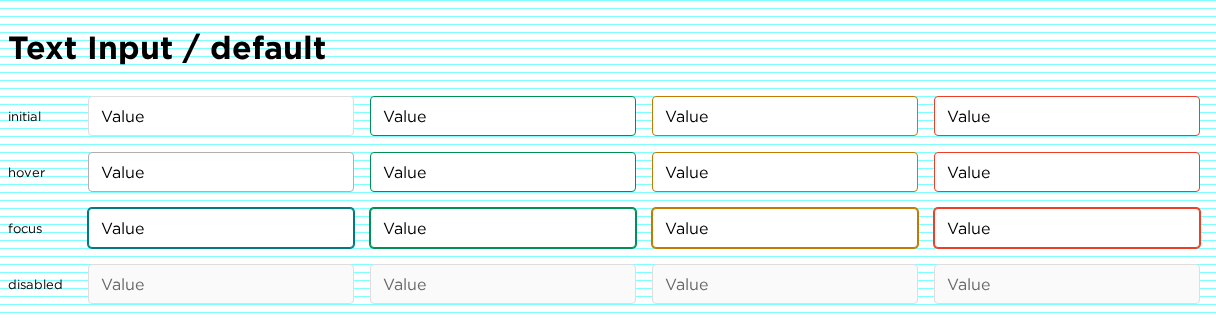 Text Input / default
initial Value Value Value Value
hover Value Value Value Value
focus Value Value Value Value
disabled Value Value Value Value